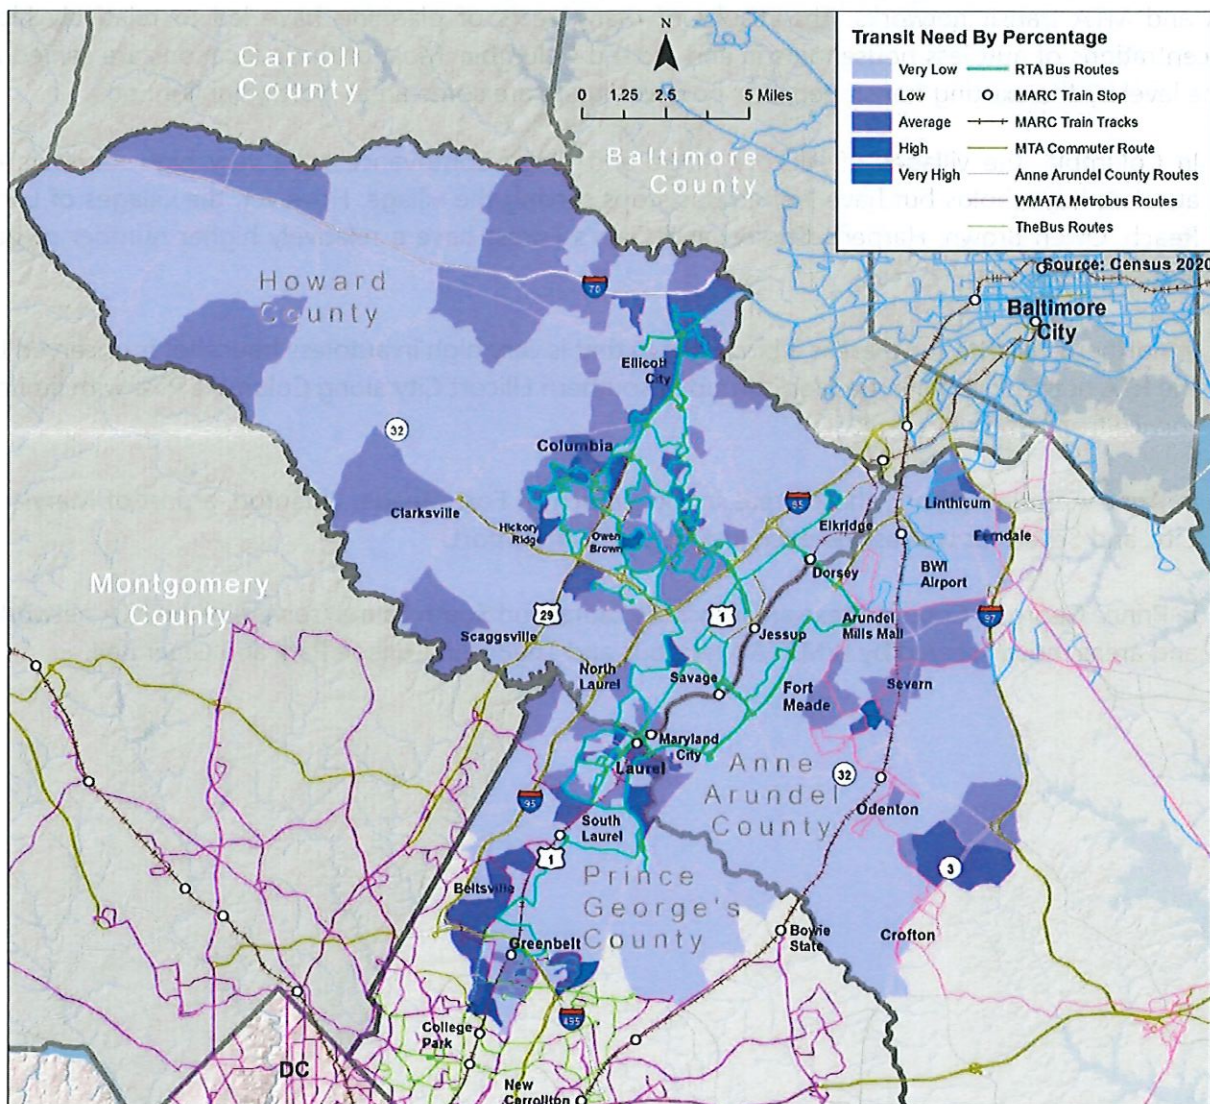 N
Carroll
County
0 1.25 2.5 5 Miles
Baltimore
County
Transit Need By Percentage
Very Low
Low
Average
High
Very High
RTA Bus Routes
MARC Train Stop
MARC Train Tracks
MTA Commuter Route
Anne Arundel County Routes
WMATA Metrobus Routes
TheBus Routes
Source: Census 2020
Baltimore
City
Howard
County
70
Ellicott
City
32
Columbia
Clarksville
Hickory
Ridg
Owen
Brown
95
Elkridge
Linthicum
Ferndale
BWI
Airport
Dorsey
Montgomery
County
29
1
97
Scaggsville
Jessup
Arundel
Mills Mall
North
Laurel
Savage
Fort
Meade
Severn
Maryland
City
Laurel
Anne
Arundel
County
32
Odenton
95
South
Laurel
1
3
Beltsville
Prince
George's
County
Greenbelt
Bowie
State
Crofton
495
College
Park
DC
New
Carrollton